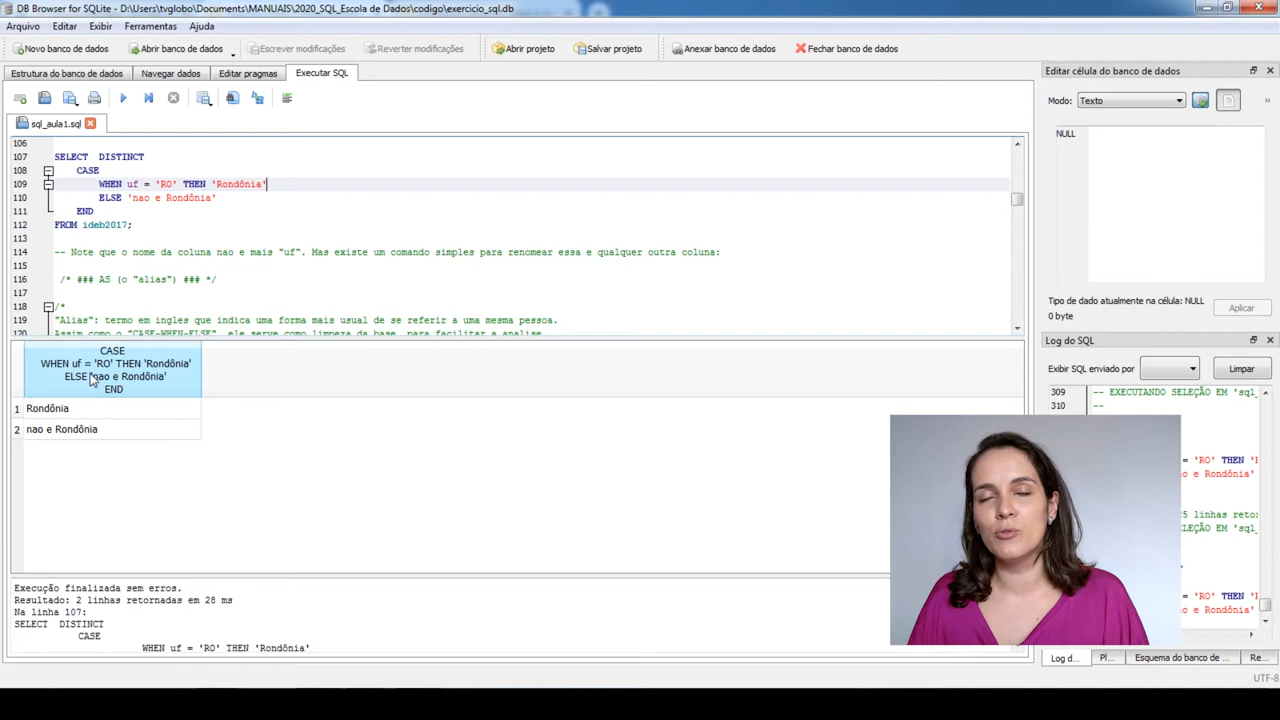 DB Browser for SQLite - D:\Users\tvglobo\Documents\MANUAIS\2020_SQL_Escola de Dados\codigo\exercicio_sql.db
Arquivo Editar Exibir Ferramentas Ajuda
Novo banco de dados Abrir banco de dados Escrever modificações Reverter modificações Abrir projeto Salvar projeto Anexar banco de dados Fechar banco de dados
Estrutura do banco de dados Navegar dados Editar pragmas Executar SQL
sql_aula1.sql
106
107 SELECT DISTINCT
108 CASE
109 WHEN uf = 'RO' THEN 'Rondônia'
110 ELSE 'nao e Rondônia'
111 END
112 FROM ideb2017;
113
114 -- Note que o nome da coluna nao e mais "uf". Mas existe um comando simples para renomear essa e qualquer outra coluna:
115
116 /* ### AS (o "alias") ### */
117
118 /*
119 "Alias": termo em ingles que indica uma forma mais usual de se referir a uma mesma pessoa.
120 Assim como o "CASE-WHEN-ELSE", ele serve como limpeza da base, para facilitar a analise.
CASE
WHEN uf = 'RO' THEN 'Rondônia'
ELSE 'nao e Rondônia'
END
1 Rondônia
2 nao e Rondônia
Execução finalizada sem erros.
Resultado: 2 linhas retornadas em 28 ms
Na linha 107:
SELECT DISTINCT
CASE
WHEN uf = 'RO' THEN 'Rondônia'
Editar célula do banco de dados
Modo: Texto
NULL
Tipo de dado atualmente na célula: NULL
0 byte
Aplicar
Log do SQL
Exibir SQL enviado por Limpar
309 -- EXECUTANDO SELEÇÃO EM 'sql_
310 --
= 'RO' THEN
e Rondônia'
25 linhas retor
EÇÃO EM 'sql_
= 'RO' THEN
e Rondônia'
Log d... Pl... Esquema do banco de ... Re...
UTF-8